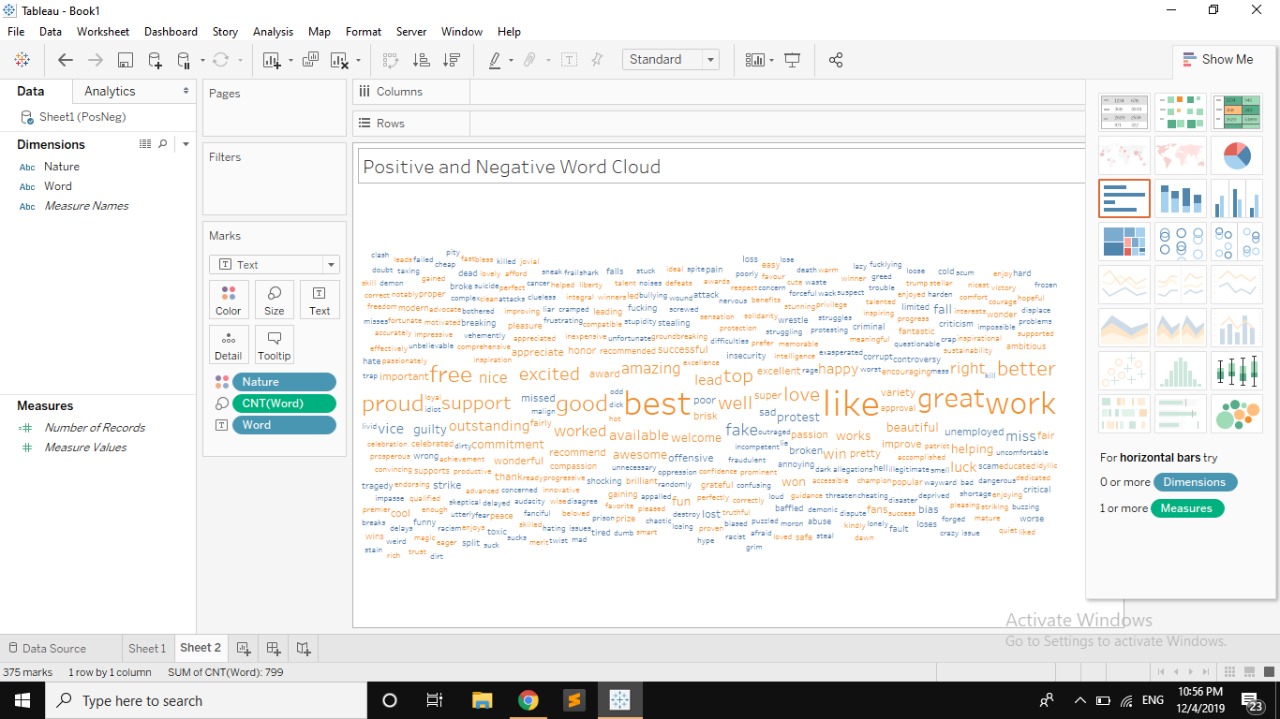 Tableau - Book1
File Data Worksheet Dashboard Story Analysis Map Format Server Window Help
Standard
Show Me
Data Analytics
Sheet1 (PosNeg)
Dimensions
Abc Nature
Abc Word
Abc Measure Names
Measures
Number of Records
Measure Values
Pages
Filters
Marks
Text
Color Size Text
Detail Tooltip
Nature
CNT(Word)
Word
Columns
Rows
Positive and Negative Word Cloud
clash leads failed pity fastbless killed jovial loss lose
doubt taxing cheap dead lovely afford sneak frail shark falls stuck ideal spite pain poorly easy favour death warm winner lazy greed loose cold scum enjoy hard
skill demon gained broke suicide perfect cancer helped liberty talent noises defeats awards respect concern cute waste trouble trump stellar nicest victory frozen
correct notably proper complex clean attacks clueless integral winners led bullying wound attack nervous benefits forceful wack suspect talented enjoyed harden comfort courage hopeful
freedom modern advocate bothered improving liar cramped leading fucking screwed sensation solidarity stunning privilege inspiring limited fall interests wonder displace
misses fortunate motivated breaking pleasure frustrating compatible stupidity stealing protection wrestle struggles criminal progress criticism impossible problems
accurately impressive vehemently appreciated inexpensive unfortunate groundbreaking difficulties struggling protesting meaningful fantastic crap inspirational supported
effectively unbelievable comprehensive appreciate honor recommended successful prefer memorable exasperated questionable sustainability ambitious
hate passionately inspiration excellence insecurity intelligence corrupt controversy
trap important free nice excited award amazing lead top excellent rage happy worst encouraging mess right kill better
proud loyal idiot support missed malign good odd dick hot best poor brisk well super sad love like variety approval great work
livid vice guilty outstanding fairly worked available welcome fake outraged protest passion works beautiful unemployed miss fair
celebration celebrated dirty commitment recommend awesome offensive incompetent lie broken win pretty improve patriot helping uncomfortable
prosperous wrong achievement wonderful compassion unnecessary fraudulent annoying accomplished
convincing supports productive thank ready progressive shocking brilliant oppression confidence prominent dark allegations hell illegitimate smell luck scam educated idyllic
tragedy endorsing strike advanced concerned innovative randomly grateful confusing won accessible champion popular wayward bad dangerous dedicated
impasse qualified skeptical delayed audacity wise disagree gaining appalled fun perfectly correctly loud guidance threaten cheating disaster deprived shortage enjoying critical
premier cool enough utterly fear peace fanciful beloved favorite pleased destroy lost truthful baffled demonic dispute fans success bias pleasing striking buzzing
breaks delays funny racism enjoys toxic skilled hating issues prison prize chaotic losing proven biased puzzled moron abuse kindly lonely fault loses forged mature worse
wins weird magic eager split suck sucks merit twist mad tired dumb smart hype racist afraid loved safe steal dawn crazy issue quiet liked
stain rich trust dirt grim
For horizontal bars try
0 or more Dimensions
1 or more Measures
Activate Windows
Go to Settings to activate Windows.
Data Source Sheet 1 Sheet 2
375 marks 1 row by 1 column SUM of CNT(Word): 799
Type here to search
ENG
10:56 PM
12/4/2019
23